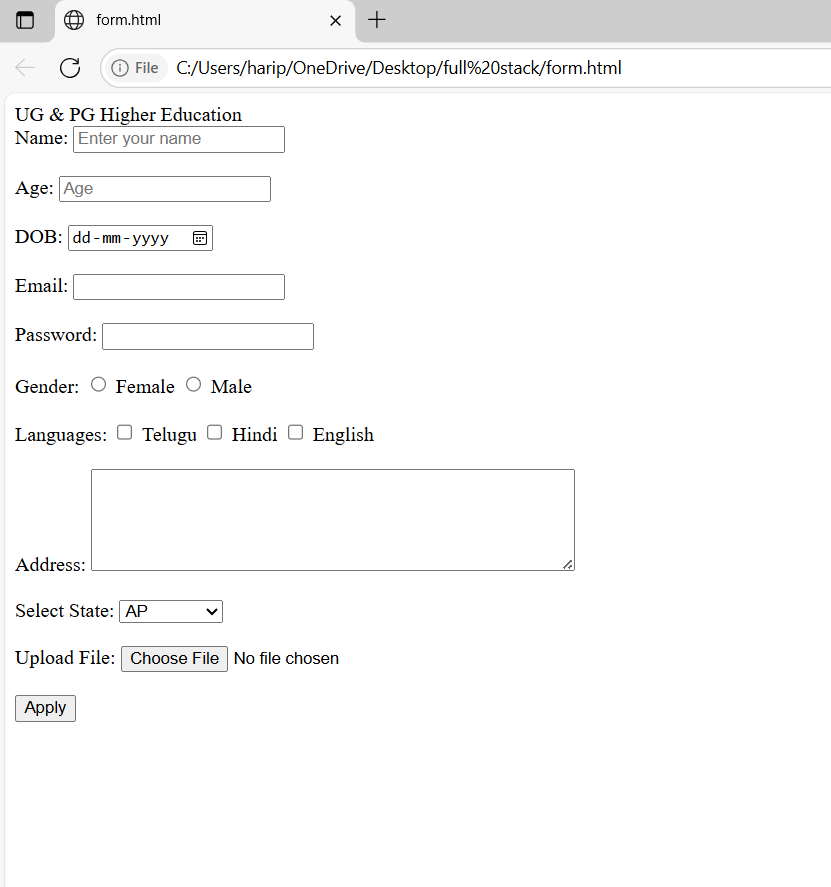 form.html
File C:/Users/harip/OneDrive/Desktop/full%20stack/form.html
UG & PG Higher Education
Name: Enter your name
Age: Age
DOB: dd-mm-yyyy
Email:
Password:
Gender: Female Male
Languages: Telugu Hindi English
Address:
Select State: AP
Upload File: Choose File No file chosen
Apply